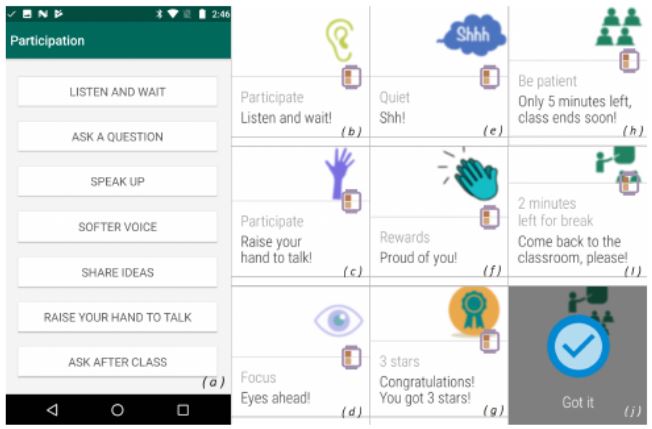 2:46
Participation
LISTEN AND WAIT
ASK A QUESTION
SPEAK UP
SOFTER VOICE
SHARE IDEAS
RAISE YOUR HAND TO TALK
ASK AFTER CLASS
(a)
Participate
Listen and wait!
(b)
Participate
Raise your
hand to talk!
(c)
Focus
Eyes ahead!
(d)
Shhh
Quiet
Shh!
(e)
Rewards
Proud of you!
(f)
3 stars
Congratulations!
You got 3 stars!
(g)
Be patient
Only 5 minutes left,
class ends soon!
(h)
2 minutes
left for break
Come back to the
classroom, please!
(i)
Got it
(j)